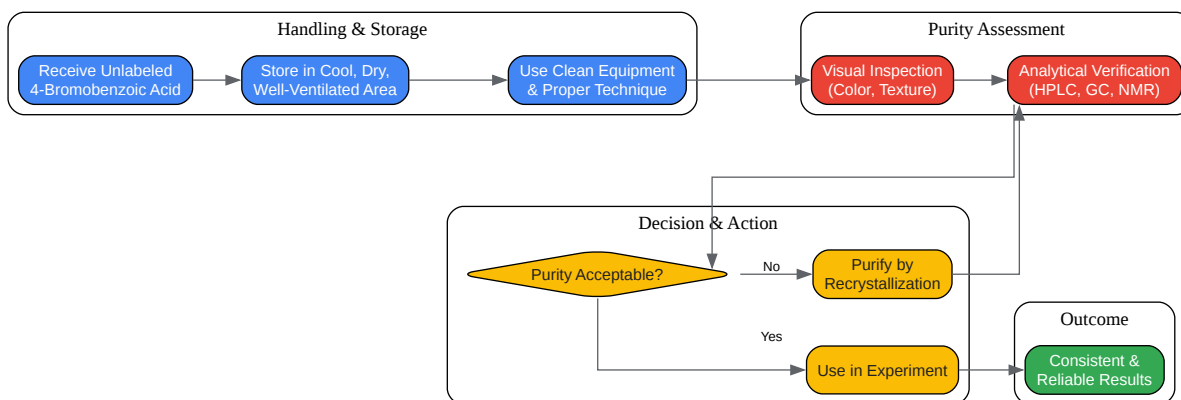 Handling & Storage
Receive Unlabeled
4-Bromobenzoic Acid
Store in Cool, Dry,
Well-Ventilated Area
Use Clean Equipment
& Proper Technique
Purity Assessment
Visual Inspection
(Color, Texture)
Analytical Verification
(HPLC, GC, NMR)
Decision & Action
Purity Acceptable?
No
Purify by
Recrystallization
Yes
Use in Experiment
Outcome
Consistent &
Reliable Results